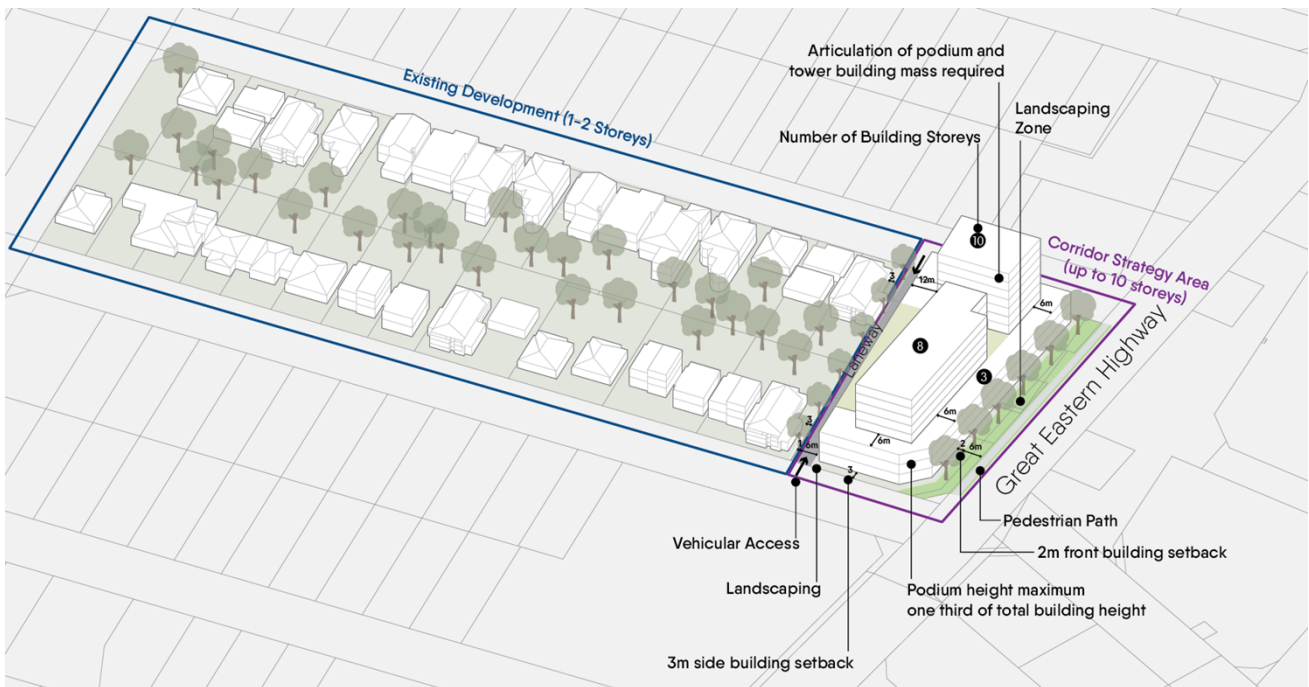 Articulation of podium and
tower building mass required
Landscaping
Zone
Existing Development (1-2 Storeys)
Number of Building Storeys
10
Corridor Strategy Area
(up to 10 storeys)
3
12m
6m
Laneway
8
3
6m
3
6m
1
6m
2
6m
3
Great Eastern Highway
Pedestrian Path
Vehicular Access
2m front building setback
Landscaping
Podium height maximum
one third of total building height
3m side building setback